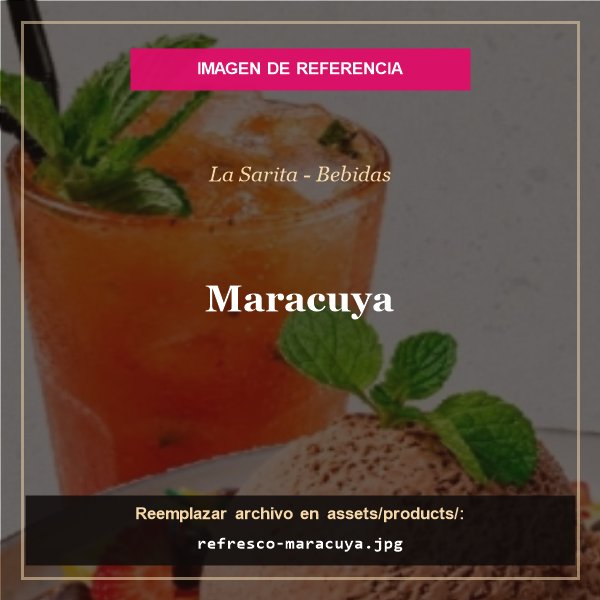 IMAGEN DE REFERENCIA
La Sarita - Bebidas
Maracuya
Reemplazar archivo en assets/products/:
refresco-maracuya.jpg